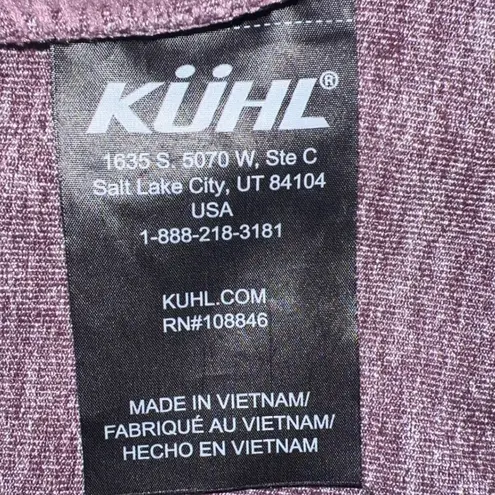 KÜHL®
1635 S. 5070 W, Ste C
Salt Lake City, UT 84104
USA
1-888-218-3181
KUHL.COM
RN#108846
MADE IN VIETNAM/
FABRIQUÉ AU VIETNAM/
HECHO EN VIETNAM